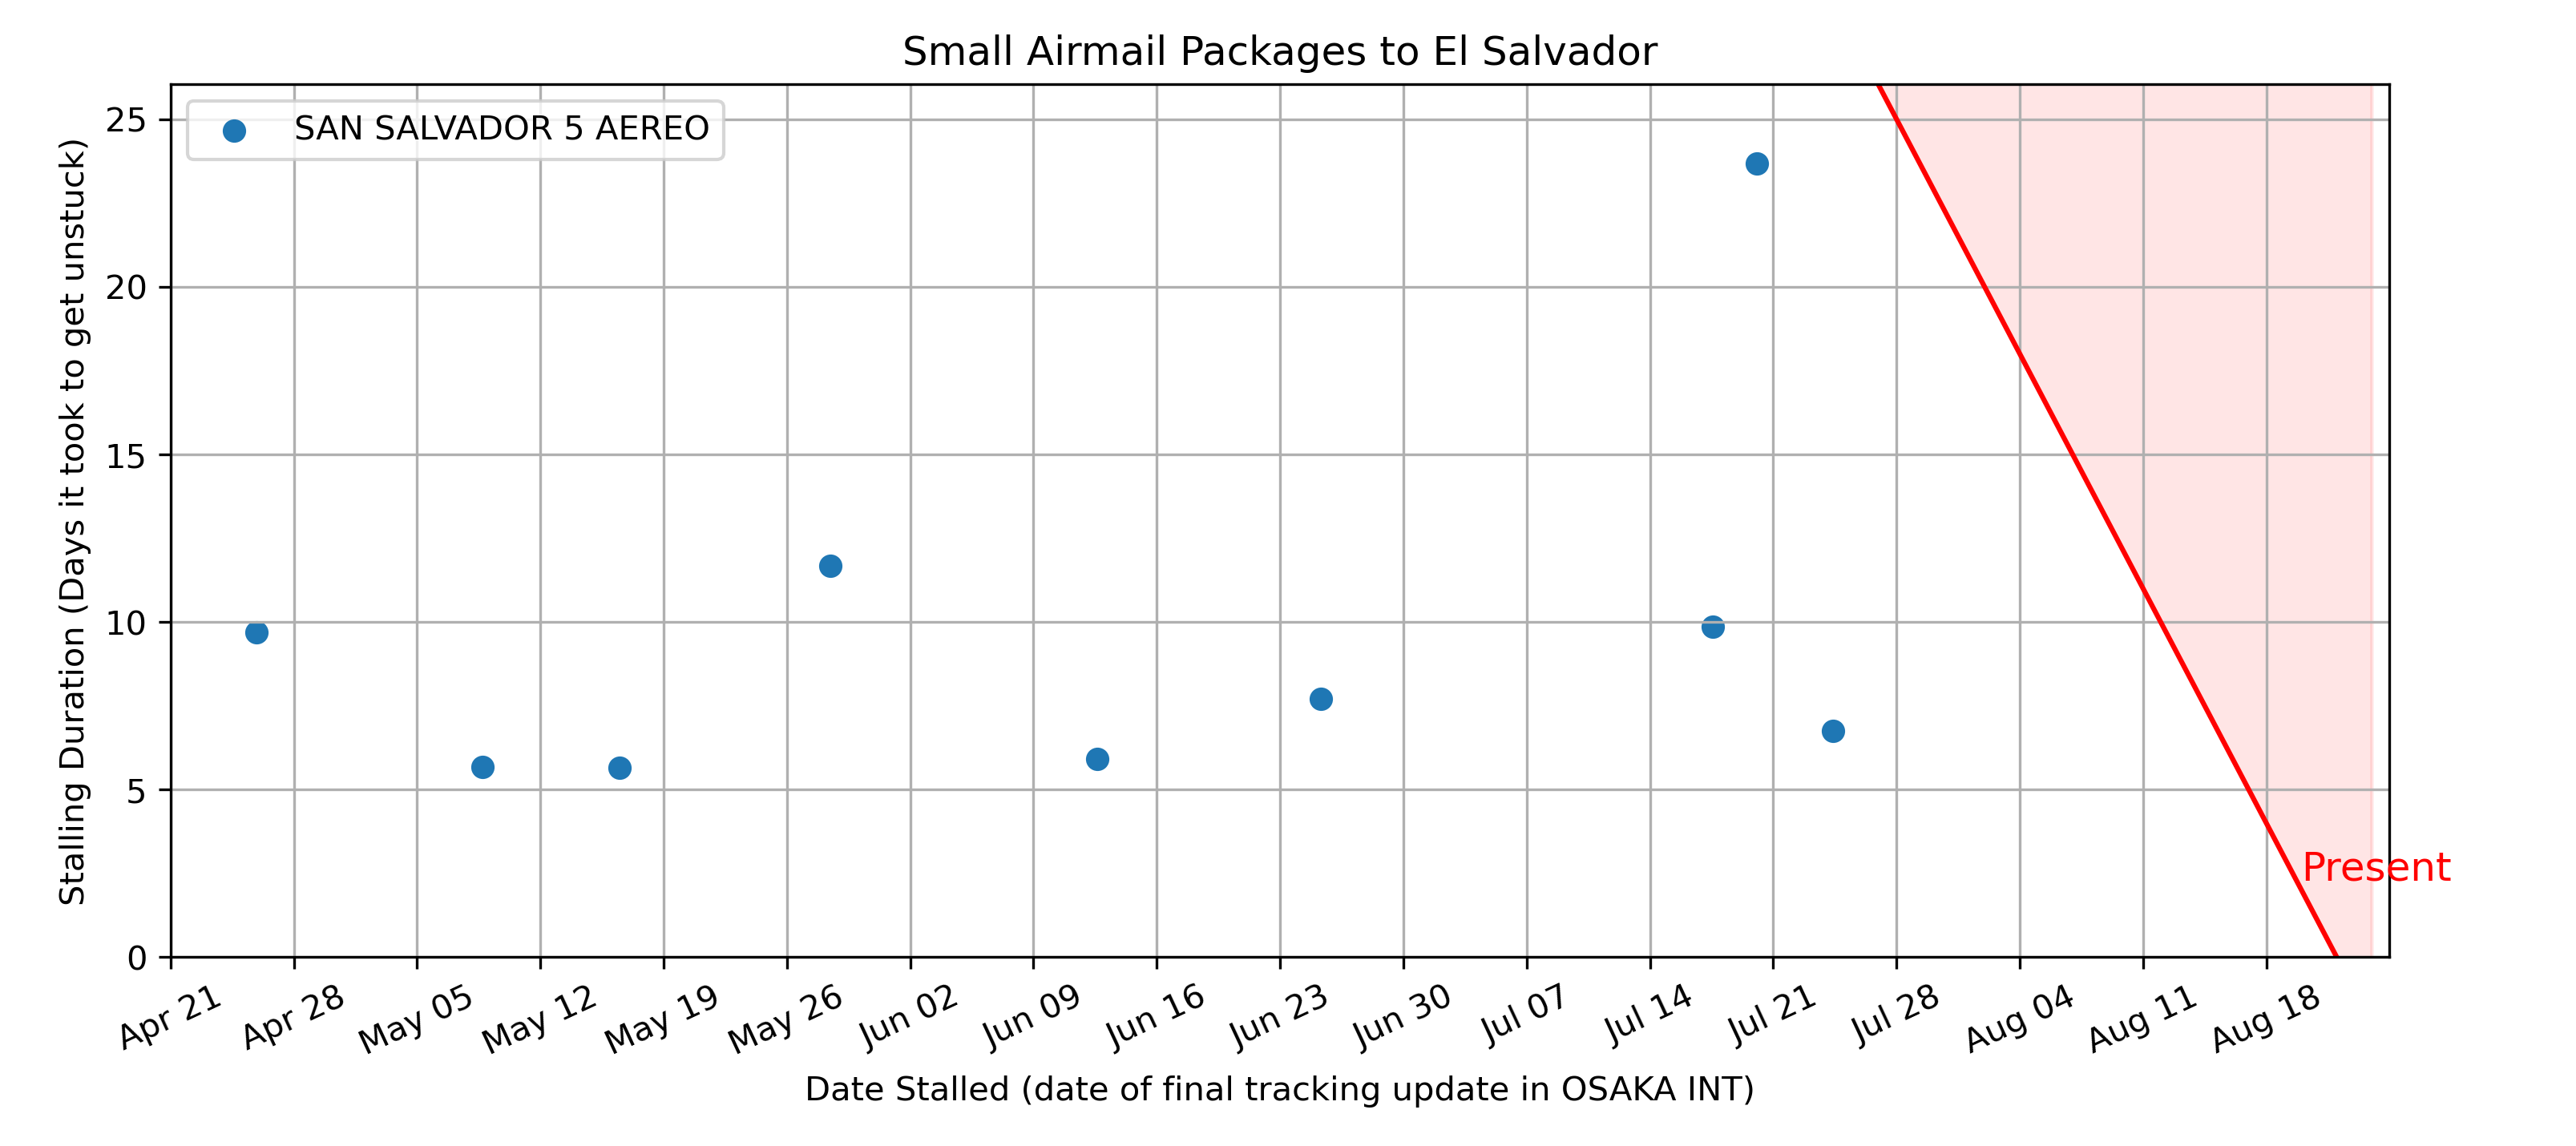 Small Airmail Packages to El Salvador
SAN SALVADOR 5 AEREO
Stalling Duration (Days it took to get unstuck)
25
20
15
10
5
0
Present
Apr 21
Apr 28
May 05
May 12
May 19
May 26
Jun 02
Jun 09
Jun 16
Jun 23
Jun 30
Jul 07
Jul 14
Jul 21
Jul 28
Aug 04
Aug 11
Aug 18
Date Stalled (date of final tracking update in OSAKA INT)